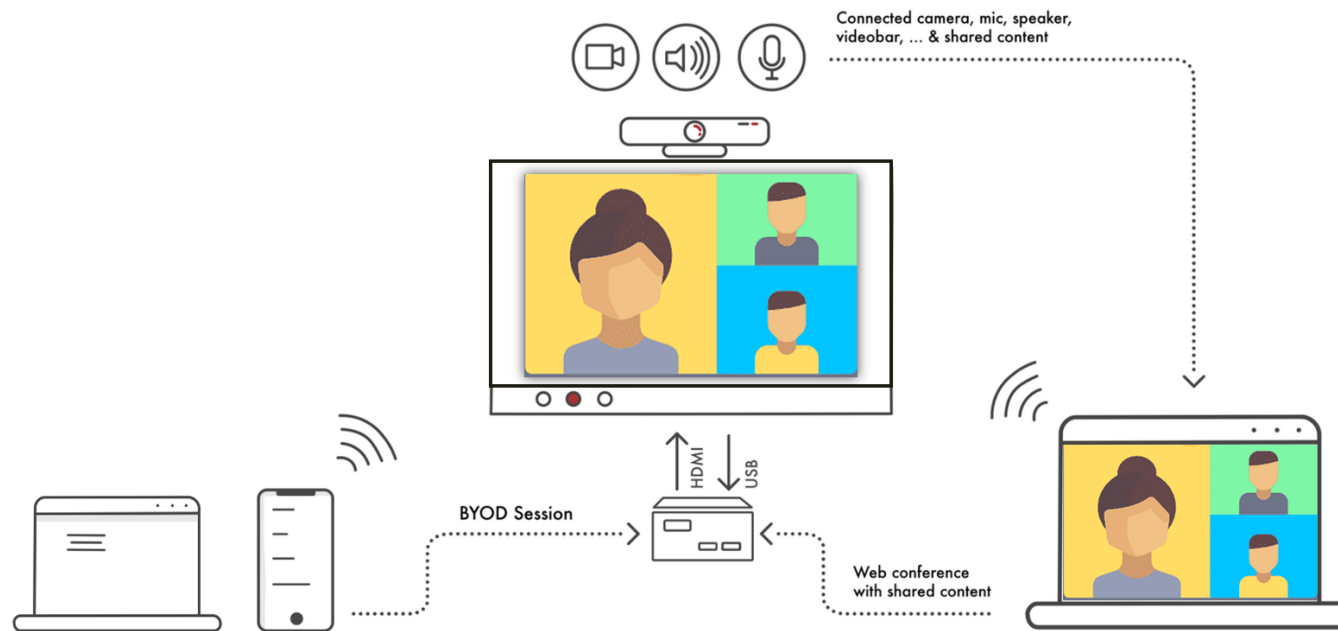 Connected camera, mic, speaker,
videobar, ... & shared content
HDMI
USB
BYOD Session
Web conference
with shared content